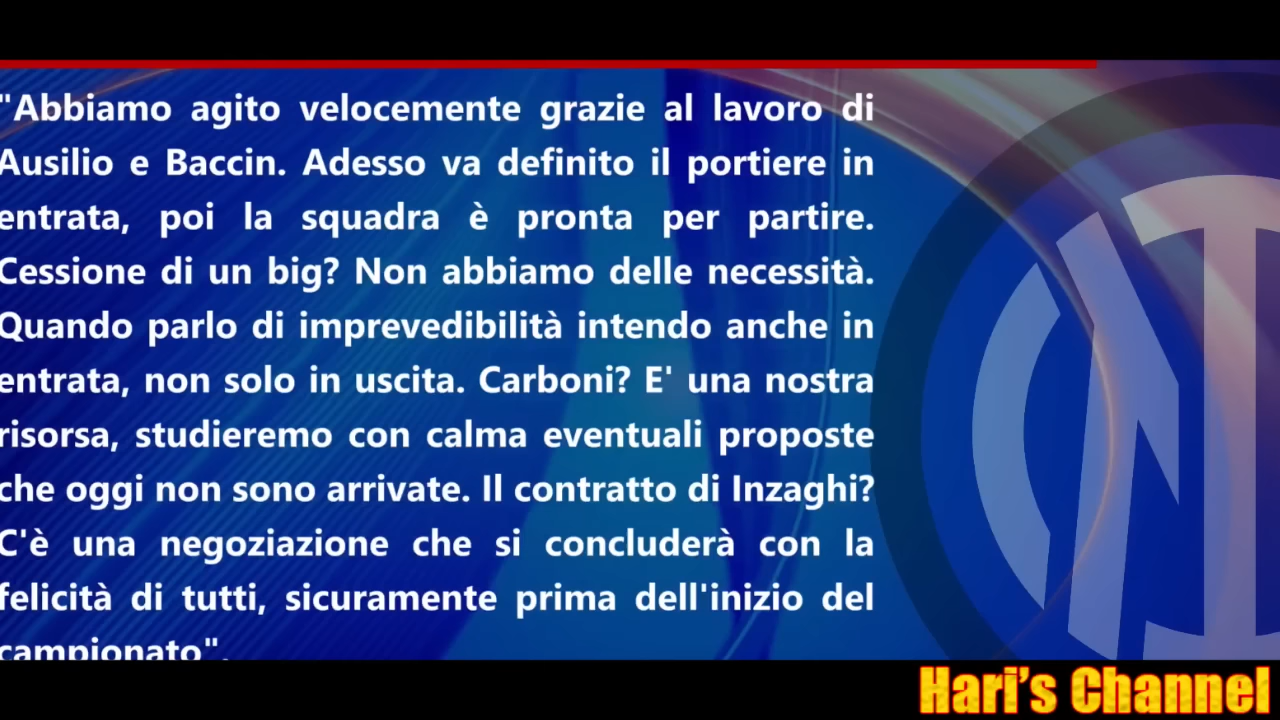 "Abbiamo agito velocemente grazie al lavoro di
Ausilio e Baccin. Adesso va definito il portiere in
entrata, poi la squadra è pronta per partire.
Cessione di un big? Non abbiamo delle necessità.
Quando parlo di imprevedibilità intendo anche in
entrata, non solo in uscita. Carboni? E' una nostra
risorsa, studieremo con calma eventuali proposte
che oggi non sono arrivate. Il contratto di Inzaghi?
C'è una negoziazione che si concluderà con la
felicità di tutti, sicuramente prima dell'inizio del
campionato".
Hari's Channel